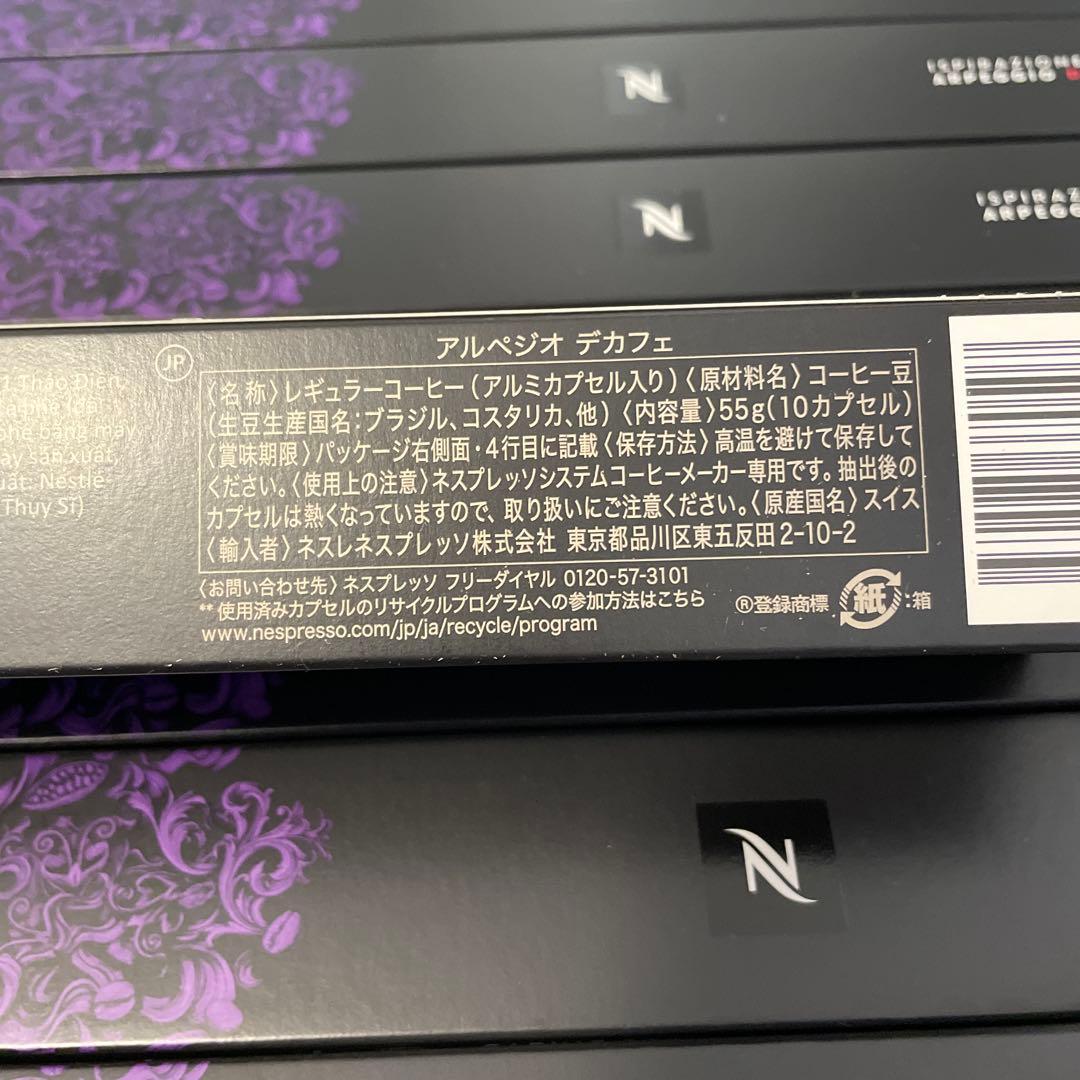 ISPIRAZIONE
ARPEGGIO
N
ISPIRAZ
ARPEGG
N
アルペジオ デカフェ
JP
〈名 称〉レギュラーコーヒー(アルミカプセル入り)〈原材料名〉コーヒー豆
(生豆生産国名:ブラジル、コスタリカ、他)〈内容量〉55g(10カプセル)
〈賞味期限〉パッケージ右側面・4行目に記載〈保存方法〉高温を避けて保存して
ください。〈使用上の注意〉ネスプレッソシステムコーヒーメーカー専用です。抽出後の
カプセルは熱くなっていますので、取り扱いにご注意ください。〈原産国名〉スイス
〈輸入者〉ネスレネスプレッソ株式会社 東京都品川区東五反田2-10-2
〈お問い合わせ先〉ネスプレッソ フリーダイヤル 0120-57-3101
** 使用済みカプセルのリサイクルプログラムへの参加方法はこちら
www.nespresso.com/jp/ja/recycle/program
®登録商標 紙:箱
1 Thảo Điền,
máy
sản xuất,
uất: Nestlé
Thụy Sĩ)
N